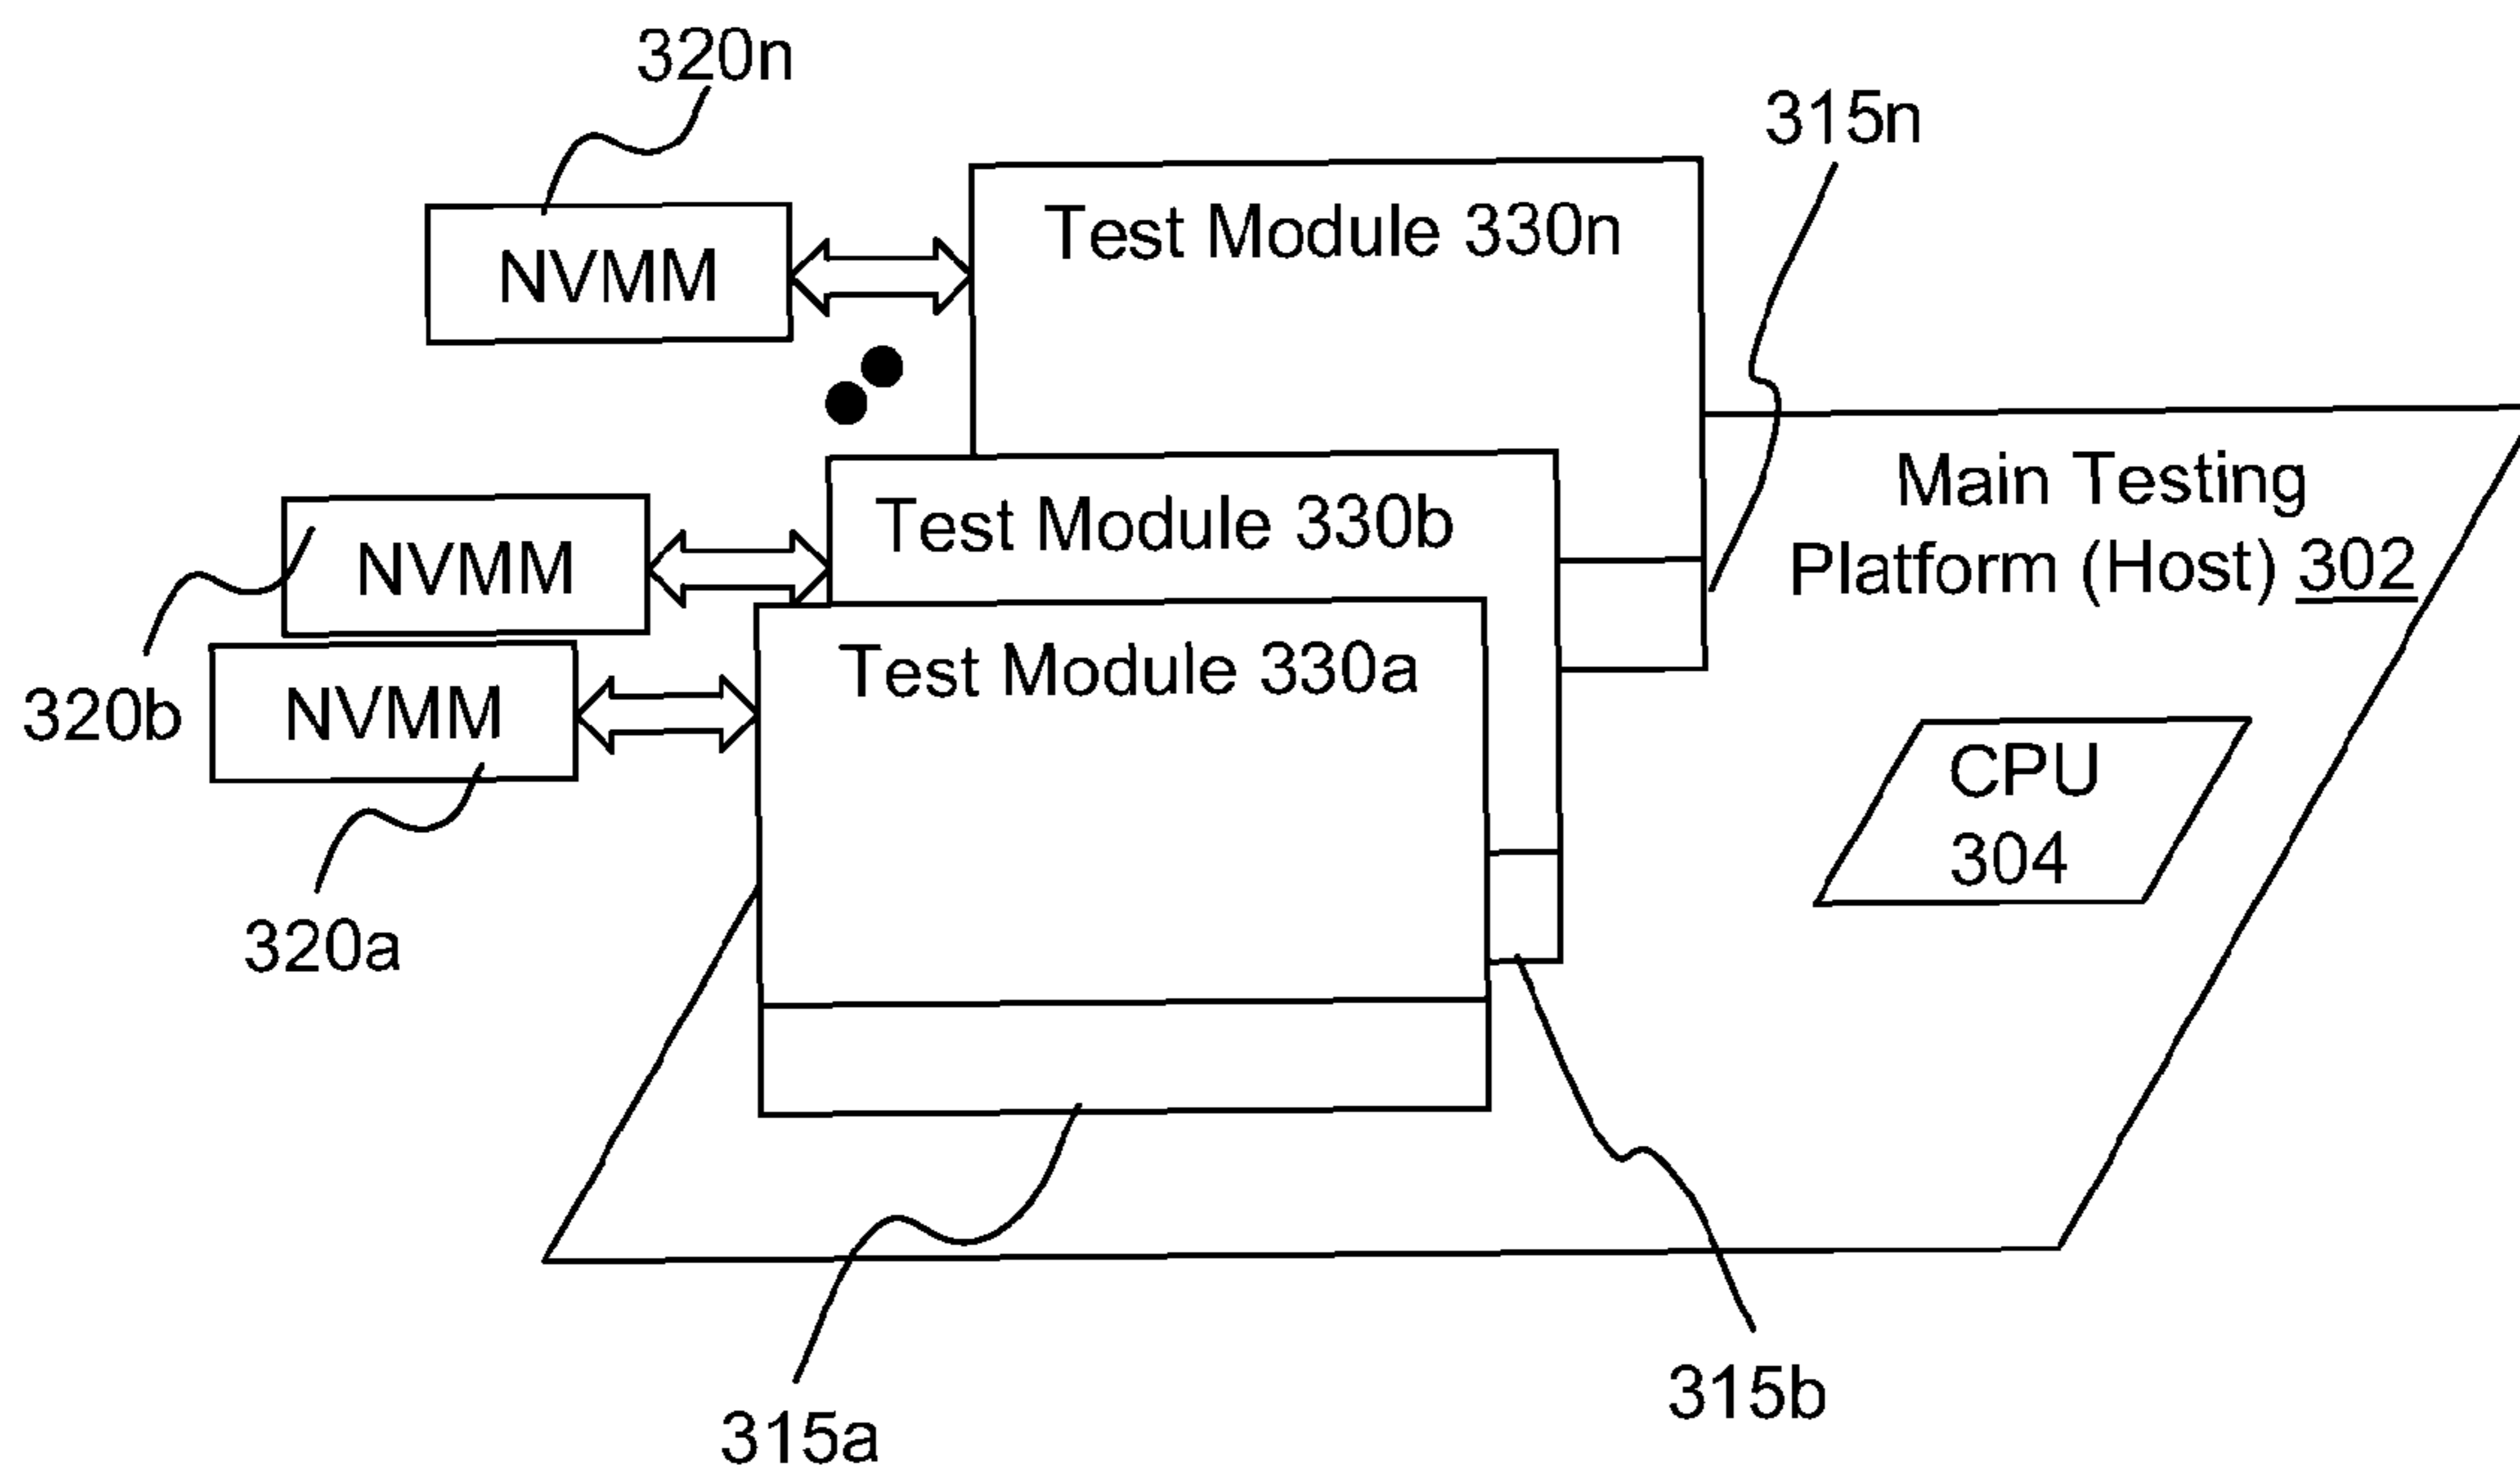 320n
315n
Test Module 330n
NVMM
Main Testing
Platform (Host) 302
Test Module 330b
NVMM
Test Module 330a
NVMM
320b
CPU
304
320a
315b
315a